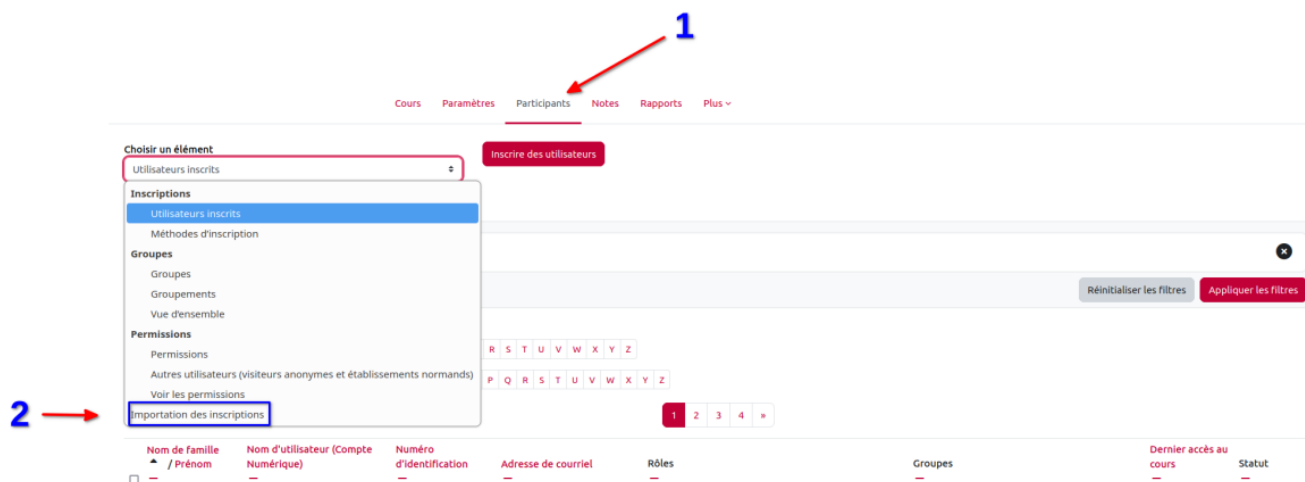 1
Cours Paramètres Participants Notes Rapports Plus
Choisir un élément
Utilisateurs inscrits
Inscrire des utilisateurs
Inscriptions
Utilisateurs inscrits
Méthodes d'inscription
Groupes
Groupes
Groupements
Vue d'ensemble
Réinitialiser les filtres Appliquer les filtres
Permissions
Permissions
R S T U V W X Y Z
Autres utilisateurs (visiteurs anonymes et établissements normands)
P Q R S T U V W X Y Z
Voir les permissions
2
Importation des inscriptions
1 2 3 4 »
Nom de famille / Prénom
Nom d'utilisateur (Compte Numérique)
Numéro d'identification
Adresse de courriel
Rôles
Groupes
Dernier accès au cours
Statut